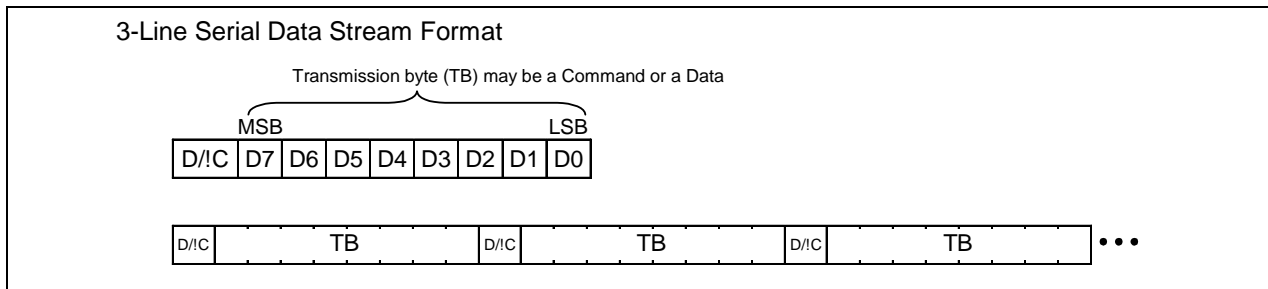 3-Line Serial Data Stream Format
Transmission byte (TB) may be a Command or a Data
MSB LSB
D/!C D7 D6 D5 D4 D3 D2 D1 D0
D/!C TB D/!C TB D/!C TB •••